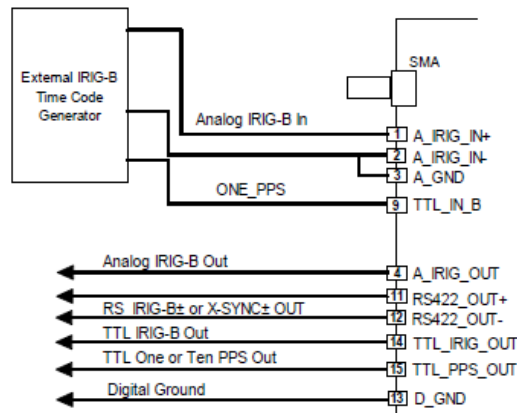 External IRIG-B
Time Code
Generator
SMA
Analog IRIG-B In
1 A_IRIG_IN+
2 A_IRIG_IN-
3 A_GND
ONE_PPS
9 TTL_IN_B
Analog IRIG-B Out
4 A_IRIG_OUT
11 RS422_OUT+
RS IRIG-B± or X-SYNC± OUT
12 RS422_OUT-
TTL IRIG-B Out
14 TTL_IRIG_OUT
TTL One or Ten PPS Out
15 TTL_PPS_OUT
Digital Ground
13 D_GND